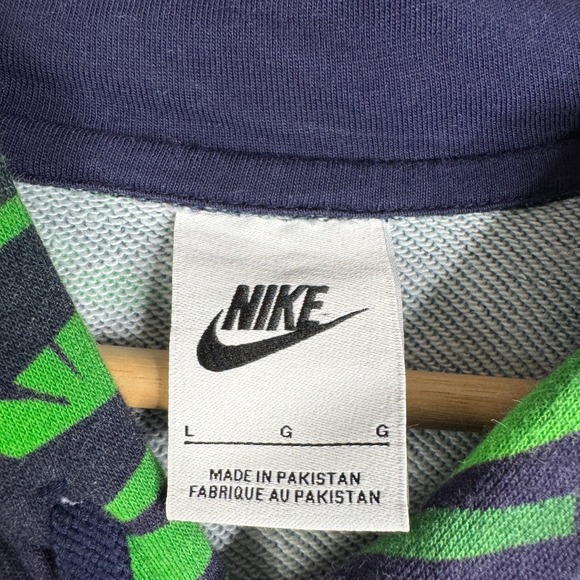 NIKE
L G G
MADE IN PAKISTAN
FABRIQUE AU PAKISTAN